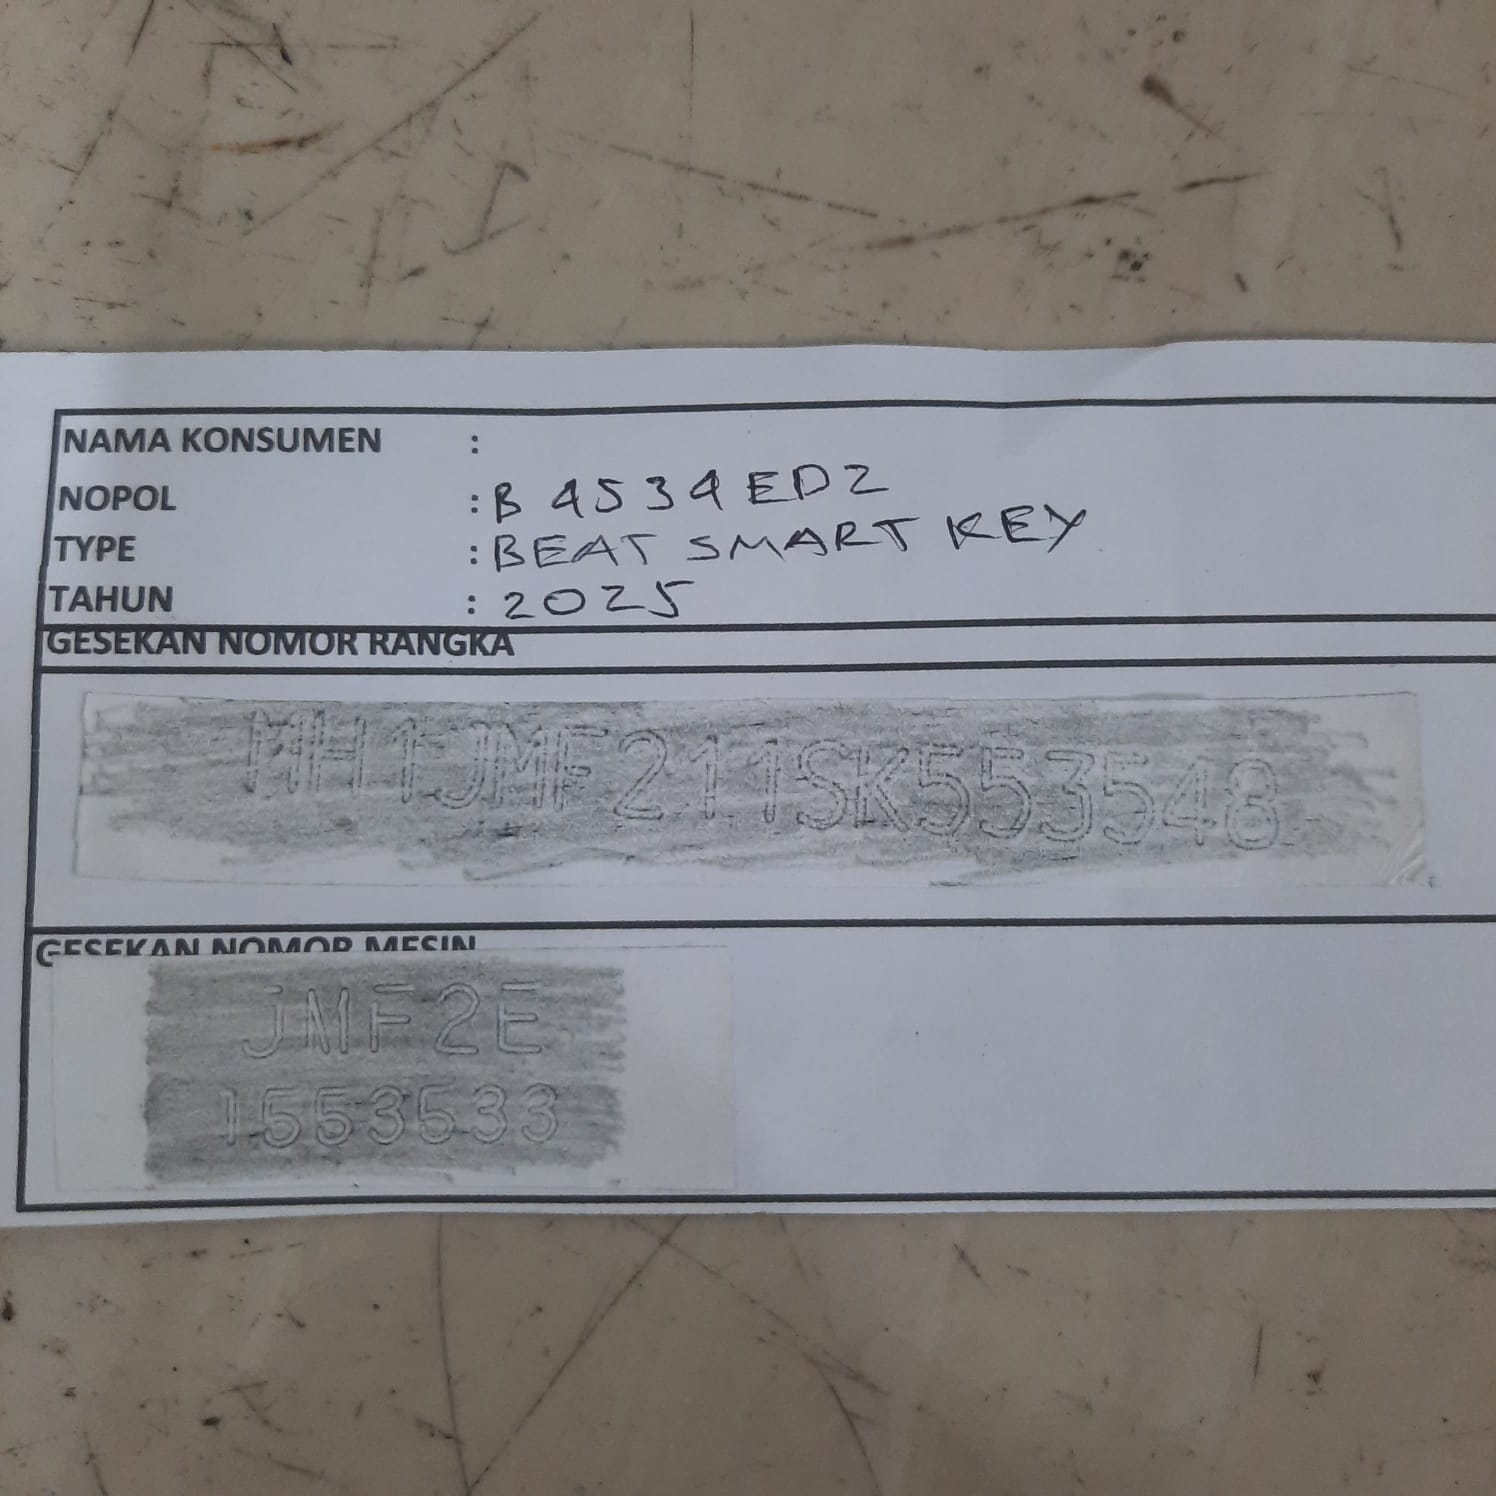 NAMA KONSUMEN :
NOPOL : B 4534 EDZ
TYPE : BEAT SMART KEY
TAHUN : 2025
GESEKAN NOMOR RANGKA
MH1JMF211SK553548
GESEKAN NOMOR MESIN
JMF2E
1553533